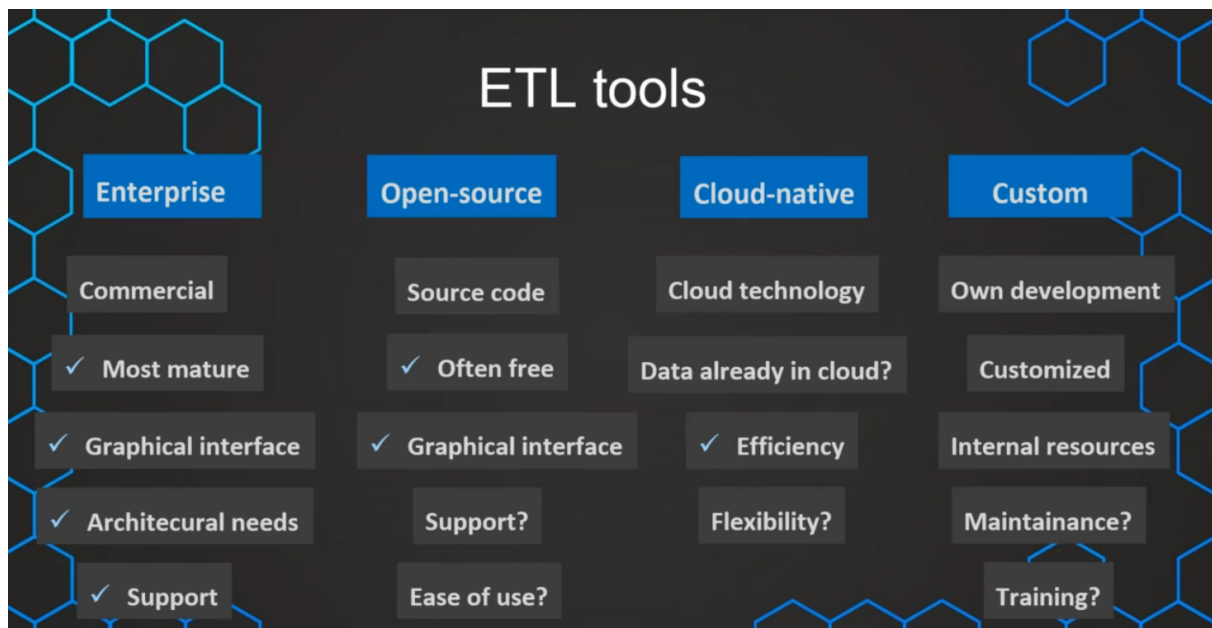 ETL tools
Enterprise
Commercial
✓ Most mature
✓ Graphical interface
✓ Architecural needs
✓ Support
Open-source
Source code
✓ Often free
✓ Graphical interface
Support?
Ease of use?
Cloud-native
Cloud technology
Data already in cloud?
✓ Efficiency
Flexibility?
Custom
Own development
Customized
Internal resources
Maintainance?
Training?